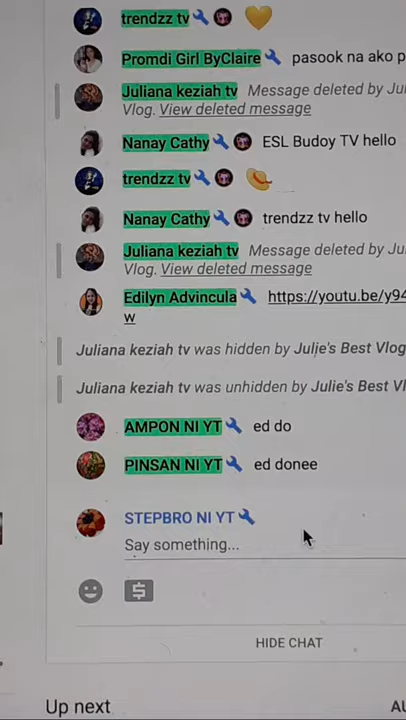 trendzz tv
Promdi Girl ByClaire pasook na ako p
Juliana keziah tv Message deleted by Jul
Vlog. View deleted message
Nanay Cathy ESL Budoy TV hello
trendzz tv
Nanay Cathy trendzz tv hello
Juliana keziah tv Message deleted by Ju
Vlog. View deleted message
Edilyn Advincula https://youtu.be/y94
w
Juliana keziah tv was hidden by Julie's Best Vlog
Juliana keziah tv was unhidden by Julie's Best V
AMPON NI YT ed do
PINSAN NI YT ed donee
STEPBRO NI YT
Say something...
HIDE CHAT
Up next
AU